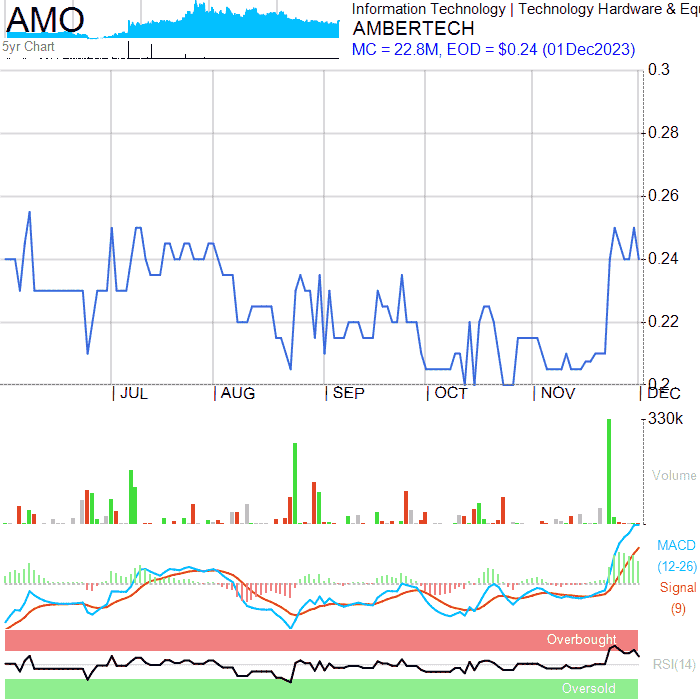 AMO
5yr Chart
Information Technology | Technology Hardware & Equ
AMBERTECH
MC = 22.8M, EOD = $0.24 (01Dec2023)
0.3
0.28
0.26
0.24
0.22
0.2
JUL AUG SEP OCT NOV DEC
330k
Volume
MACD
(12-26)
Signal
(9)
Overbought
RSI(14)
Oversold